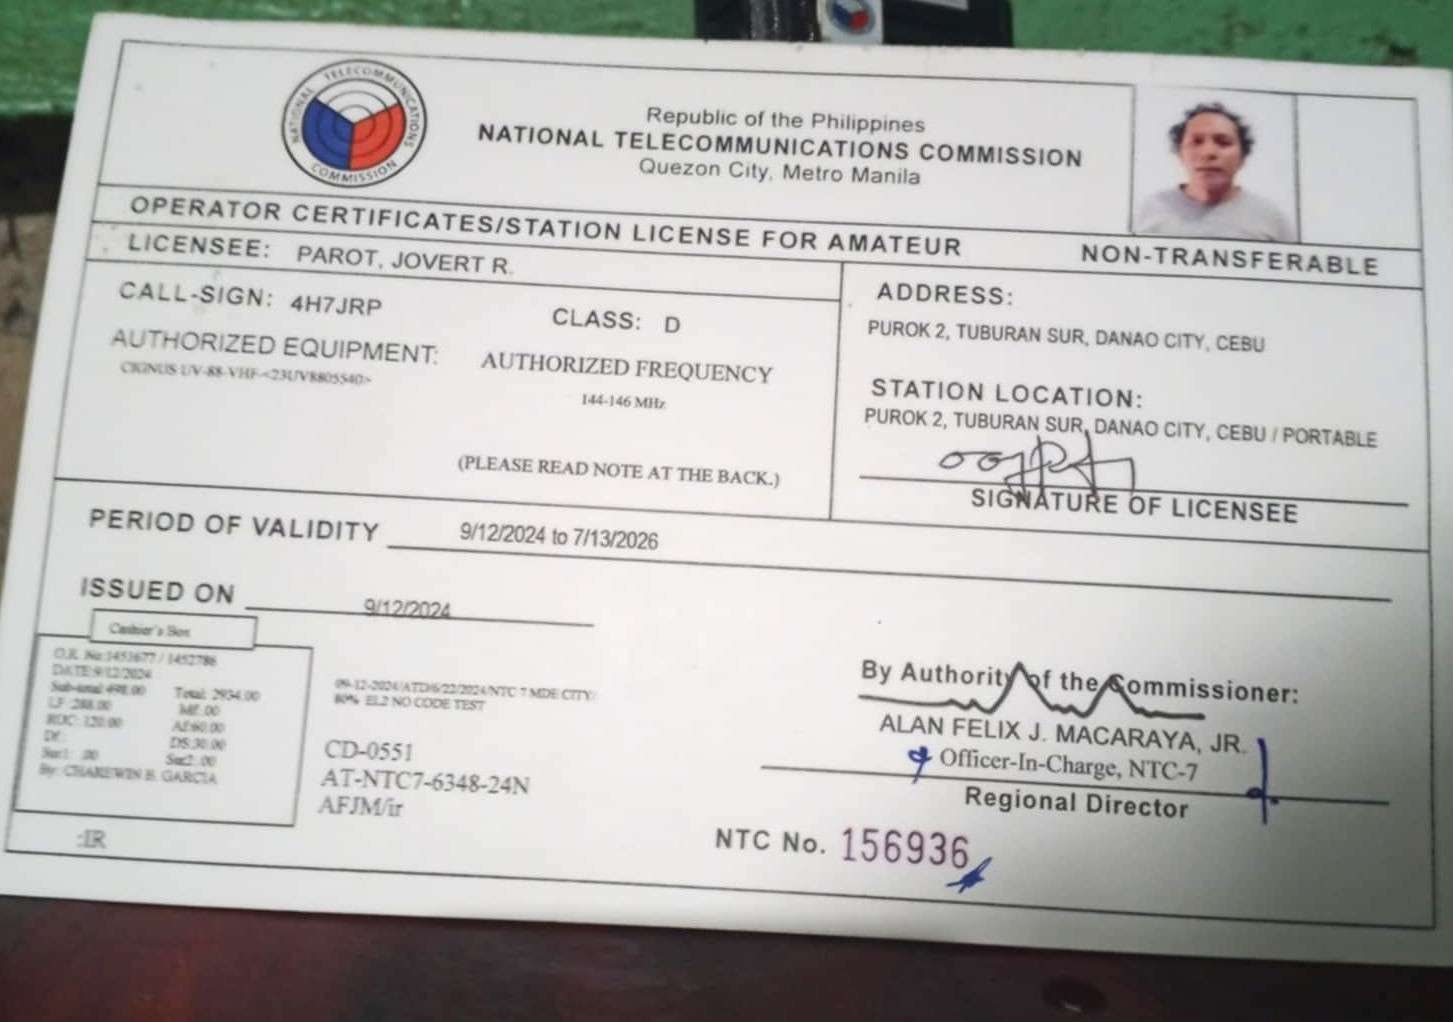 NATIONAL TELECOMMUNICATIONS COMMISSION
Republic of the Philippines
NATIONAL TELECOMMUNICATIONS COMMISSION
Quezon City, Metro Manila
OPERATOR CERTIFICATES/STATION LICENSE FOR AMATEUR NON-TRANSFERABLE
LICENSEE: PAROT, JOVERT R.
CALL-SIGN: 4H7JRP CLASS: D
AUTHORIZED EQUIPMENT: AUTHORIZED FREQUENCY
CIGNUS UV-88-VHF-<23UV8805540>
144-146 MHz
(PLEASE READ NOTE AT THE BACK.)
ADDRESS:
PUROK 2, TUBURAN SUR, DANAO CITY, CEBU
STATION LOCATION:
PUROK 2, TUBURAN SUR, DANAO CITY, CEBU / PORTABLE
SIGNATURE OF LICENSEE
PERIOD OF VALIDITY 9/12/2024 to 7/13/2026
ISSUED ON 9/12/2024
Cashier's Box
O.R. No:1453677 / 1452786
DATE:9/12/2024
Sub-total:498.00 Total: 2934.00
LF :288.00 MF:.00
ROC: 120.00 AF:60.00
DF: DS:30.00
Sur1: .00 Sur2:.00
By: CHAREWIN B. GARCIA
:IR
09-12-2024/ATD/6/22/2024/NTC 7 MDE CITY/
80% EL2 NO CODE TEST
CD-0551
AT-NTC7-6348-24N
AFJM/ir
By Authority of the Commissioner:
ALAN FELIX J. MACARAYA, JR.
Officer-In-Charge, NTC-7
Regional Director
NTC No. 156936